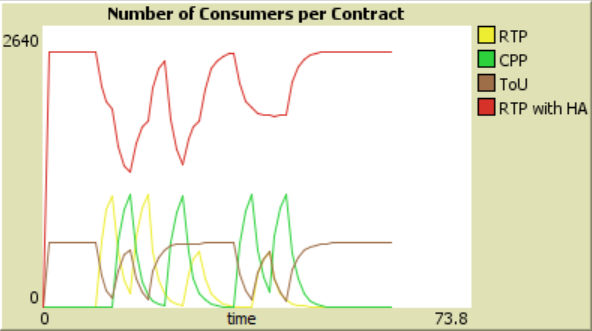 Number of Consumers per Contract
2640
0
0
time
73.8
RTP
CPP
ToU
RTP with HA